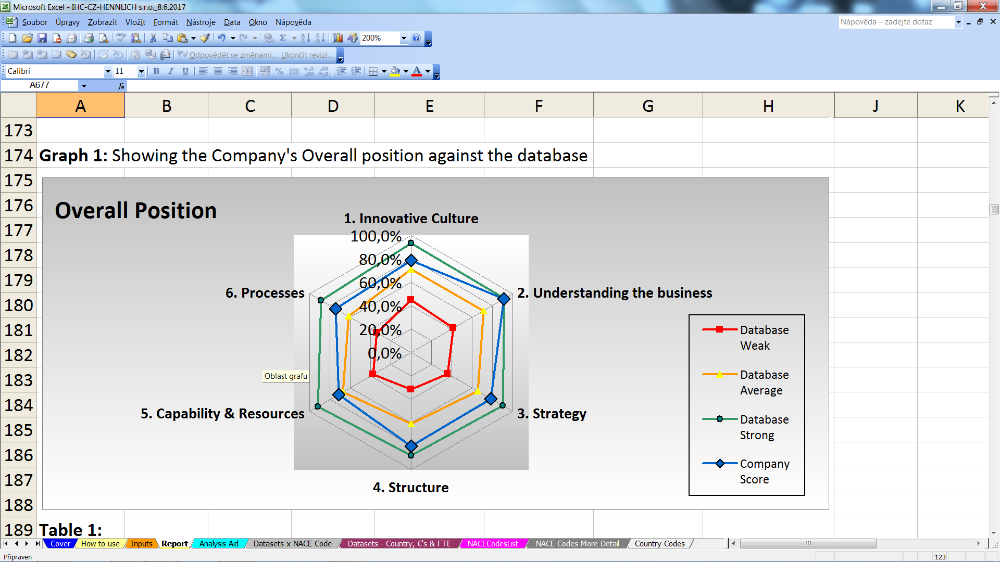 Microsoft Excel - IHC-CZ-HENNLICH s.r.o._8.6.2017
Soubor Úpravy Zobrazit Vložit Formát Nástroje Data Okno Nápověda
Nápověda – zadejte dotaz
200%
Odpovědět se změnami... Ukončit revizi...
Calibri 11 B I U % 000 A
A677 fx
A B C D E F G H J K
173
174 Graph 1: Showing the Company's Overall position against the database
175
176
177
178
179
180
181
182
183
184
185
186
187
188
189 Table 1:
Overall Position
1. Innovative Culture
100,0%
80,0%
60,0%
40,0%
20,0%
0,0%
6. Processes
2. Understanding the business
5. Capability & Resources
3. Strategy
4. Structure
Oblast grafu
Database
Weak
Database
Average
Database
Strong
Company
Score
Cover How to use Inputs Report Analysis Aid Datasets x NACE Code Datasets - Country, €'s & FTE NACECodesList NACE Codes More Detail Country Codes
Připraven 123